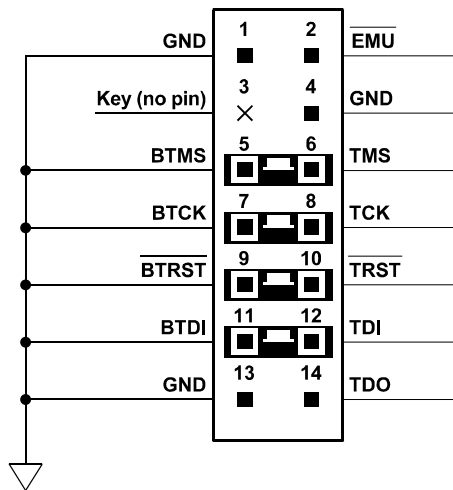 GND 1 2 EMU
Key (no pin) 3 4 GND
BTMS 5 6 TMS
BTCK 7 8 TCK
BTRST 9 10 TRST
BTDI 11 12 TDI
GND 13 14 TDO